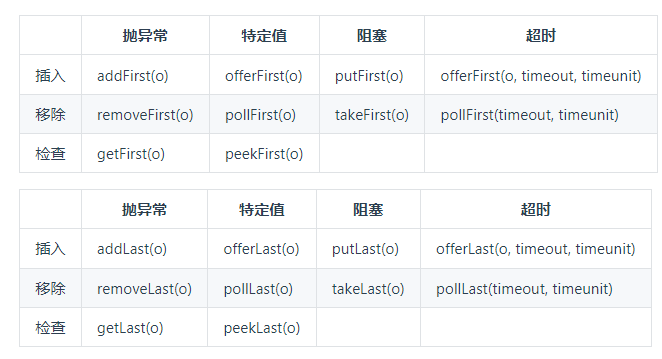 抛异常 特定值 阻塞 超时
插入 addFirst(o) offerFirst(o) putFirst(o) offerFirst(o, timeout, timeunit)
移除 removeFirst(o) pollFirst(o) takeFirst(o) pollFirst(timeout, timeunit)
检查 getFirst(o) peekFirst(o)
抛异常 特定值 阻塞 超时
插入 addLast(o) offerLast(o) putLast(o) offerLast(o, timeout, timeunit)
移除 removeLast(o) pollLast(o) takeLast(o) pollLast(timeout, timeunit)
检查 getLast(o) peekLast(o)